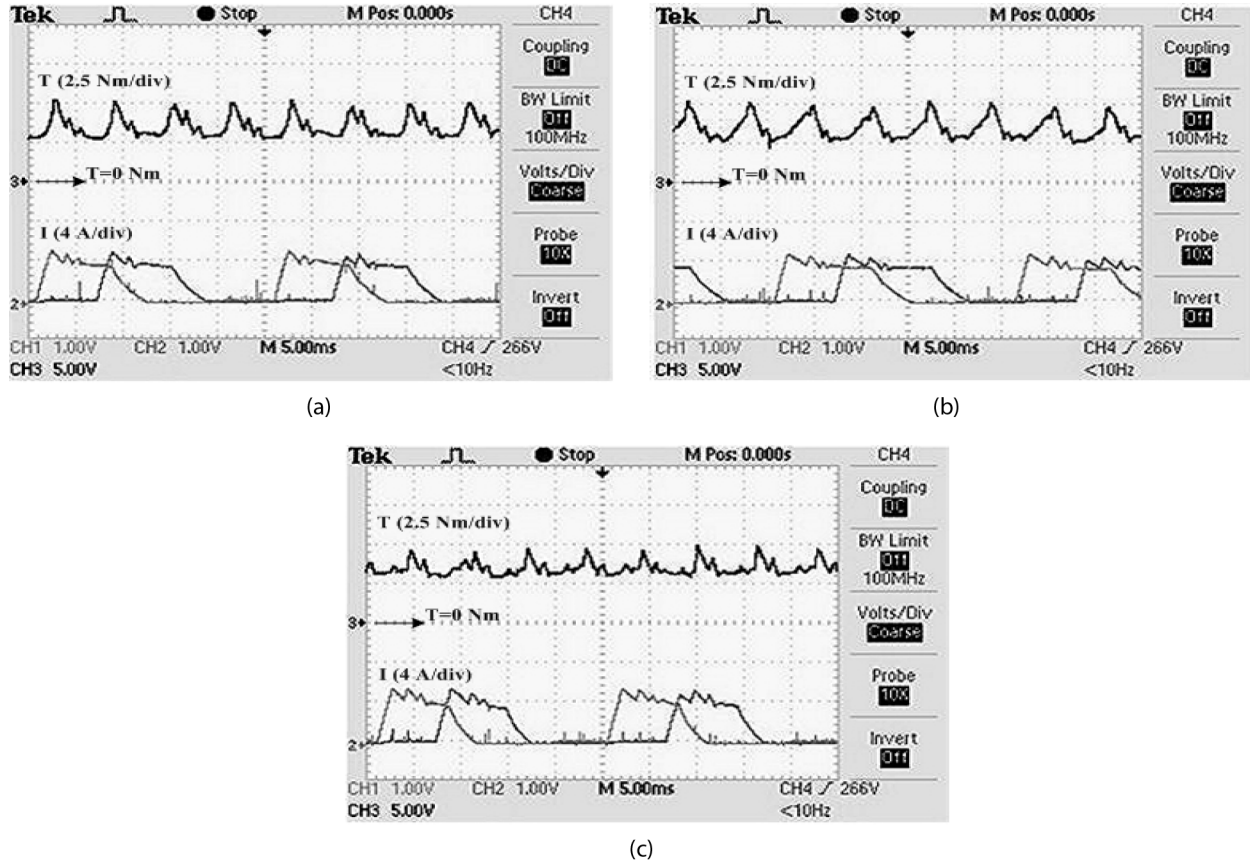 Tek Stop M Pos: 0.000s CH4
Coupling
DC
T (2.5 Nm/div)
BW Limit
Off
100MHz
Volts/Div
3 T=0 Nm
Coarse
I (4 A/div)
Probe
10X
Invert
2
Off
CH1 1.00V CH2 1.00V M 5.00ms CH4 266V
CH3 5.00V <10Hz
(a)
Tek Stop M Pos: 0.000s CH4
Coupling
DC
T (2.5 Nm/div)
BW Limit
Off
100MHz
Volts/Div
3 T=0 Nm
Coarse
I (4 A/div)
Probe
10X
Invert
2
Off
CH1 1.00V CH2 1.00V M 5.00ms CH4 266V
CH3 5.00V <10Hz
(b)
Tek Stop M Pos: 0.000s CH4
Coupling
DC
T (2.5 Nm/div)
BW Limit
Off
100MHz
Volts/Div
3 T=0 Nm
Coarse
I (4 A/div)
Probe
10X
Invert
2
Off
CH1 1.00V CH2 1.00V M 5.00ms CH4 266V
CH3 5.00V <10Hz
(c)